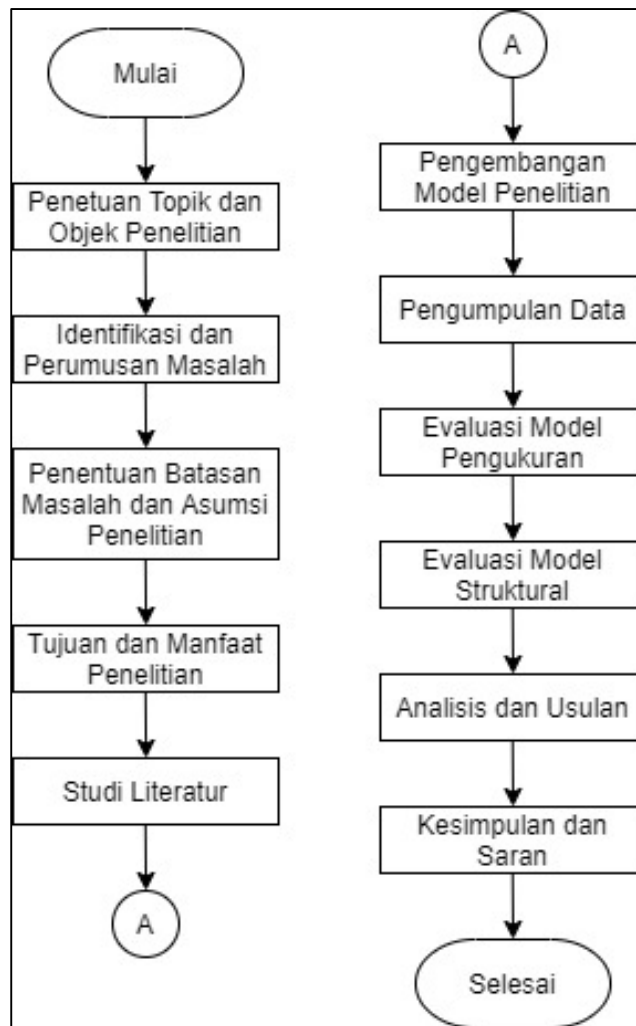 Mulai
Penetuan Topik dan
Objek Penelitian
Identifikasi dan
Perumusan Masalah
Penentuan Batasan
Masalah dan Asumsi
Penelitian
Tujuan dan Manfaat
Penelitian
Studi Literatur
A
A
Pengembangan
Model Penelitian
Pengumpulan Data
Evaluasi Model
Pengukuran
Evaluasi Model
Struktural
Analisis dan Usulan
Kesimpulan dan
Saran
Selesai